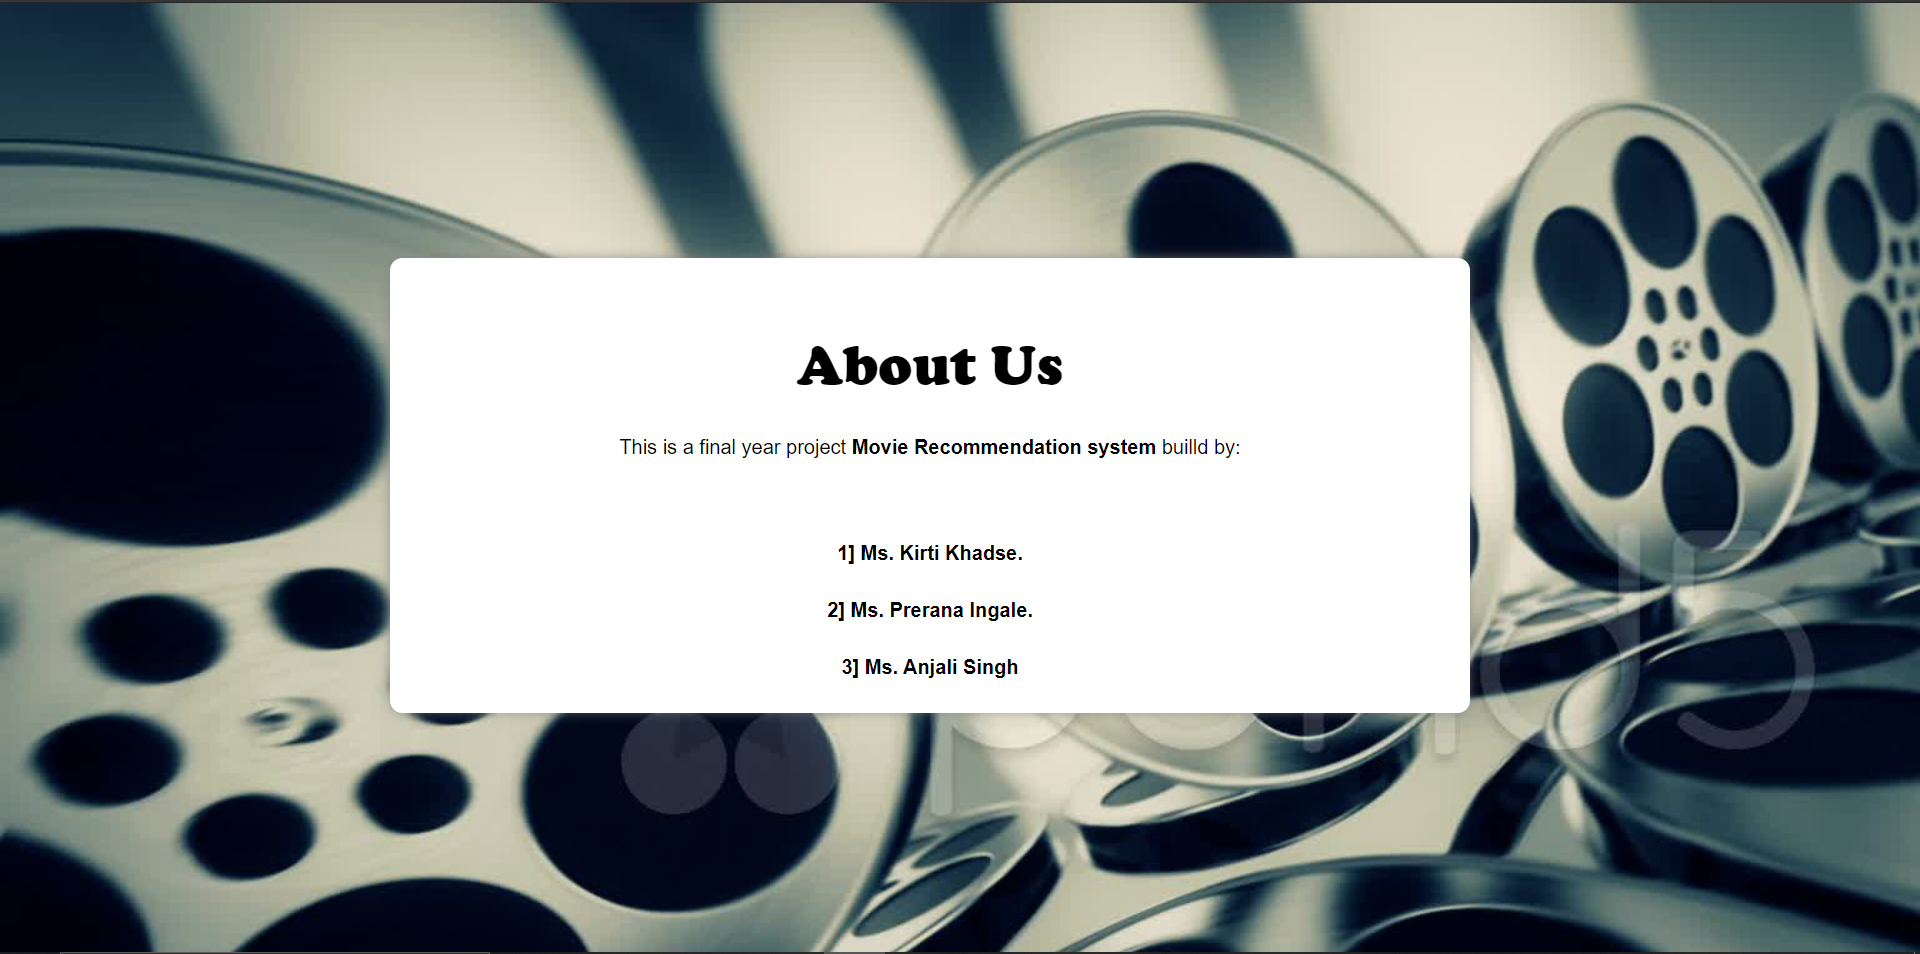 About Us
This is a final year project Movie Recommendation system builld by:
1] Ms. Kirti Khadse.
2] Ms. Prerana Ingale.
3] Ms. Anjali Singh